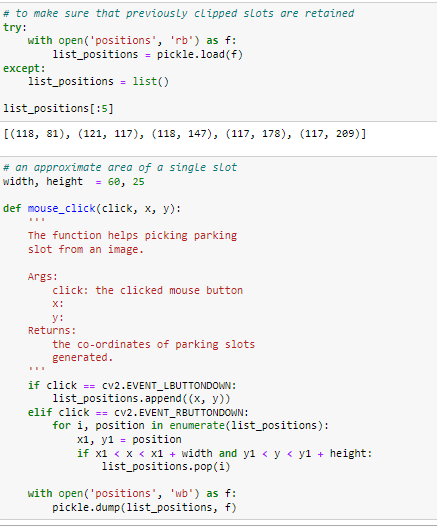 # to make sure that previously clipped slots are retained
try:
    with open('positions', 'rb') as f:
        list_positions = pickle.load(f)
except:
    list_positions = list()

list_positions[:5]

[(118, 81), (121, 117), (118, 147), (117, 178), (117, 209)]

# an approximate area of a single slot
width, height  = 60, 25

def mouse_click(click, x, y):
    '''
    The function helps picking parking
    slot from an image.

    Args:
        click: the clicked mouse button
        x:
        y:
    Returns:
        the co-ordinates of parking slots
        generated.
    '''
    if click == cv2.EVENT_LBUTTONDOWN:
        list_positions.append((x, y))
    elif click == cv2.EVENT_RBUTTONDOWN:
        for i, position in enumerate(list_positions):
            x1, y1 = position
            if x1 < x < x1 + width and y1 < y < y1 + height:
                list_positions.pop(i)

    with open('positions', 'wb') as f:
        pickle.dump(list_positions, f)